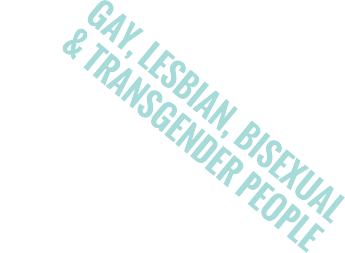 GAY, LESBIAN, BISEXUAL
& TRANSGENDER PEOPLE